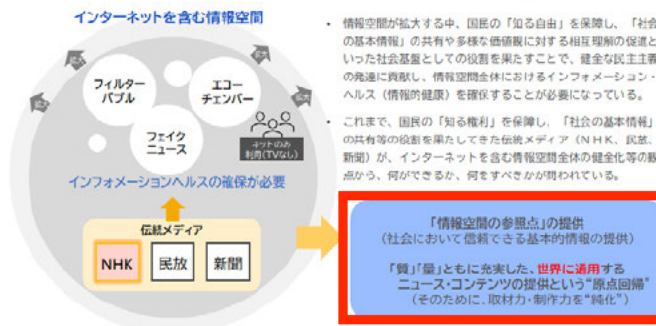 インターネットを含む情報空間
拡大
拡大
拡大
拡大
フィルター
バブル
エコー
チェンバー
フェイク
ニュース
ネットのみ
利用(TVなし)
インフォメーションヘルスの確保が必要
伝統メディア
NHK
民放
新聞
・ 情報空間が拡大する中、国民の「知る自由」を保障し、「社会
の基本情報」の共有や多様な価値観に対する相互理解の促進と
いった社会基盤としての役割を果たすことで、健全な民主主義
の発達に貢献し、情報空間全体におけるインフォメーション・
ヘルス（情報的健康）を確保することが必要になっている。
・ これまで、国民の「知る権利」を保障し、「社会の基本情報」
の共有等の役割を果たしてきた伝統メディア（ＮＨＫ、民放、
新聞）が、インターネットを含む情報空間全体の健全化等の観
点から、何ができるか、何をすべきかが問われている。
「情報空間の参照点」の提供
（社会において信頼できる基本的情報の提供）
「質」「量」ともに充実した、世界に通用する
ニュース・コンテンツの提供という"原点回帰"
（そのために、取材力・制作力を"純化"）